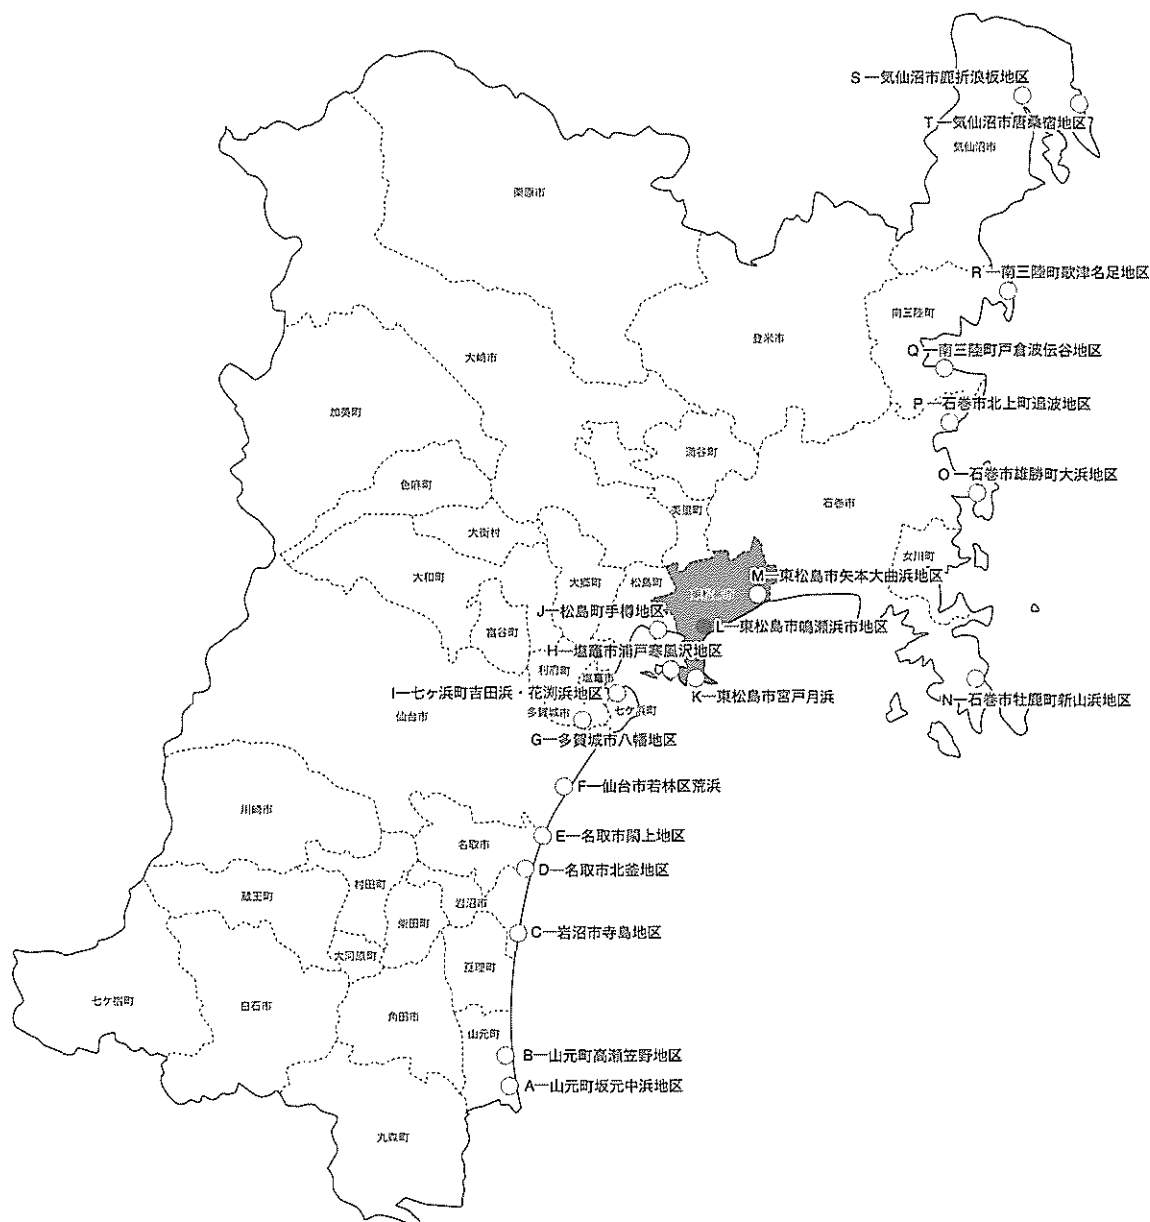 S—気仙沼市鹿折浪板地区
T—気仙沼市唐桑宿地区
気仙沼市
栗原市
R—南三陸町歌津名足地区
南三陸町
登米市
Q—南三陸町戸倉波伝谷地区
大崎市
加美町
P—石巻市北上町追波地区
涌谷町
O—石巻市雄勝町大浜地区
色麻町
石巻市
美里町
大衡村
女川町
大和町
大郷町
松島町
M—東松島市矢本大曲浜地区
J—松島町手樽地区
L—東松島市鳴瀬浜市地区
富谷町
H—塩竈市浦戸寒風沢地区
利府町
塩竈市
I—七ヶ浜町吉田浜・花渕浜地区
K—東松島市宮戸月浜
N—石巻市牡鹿町新山浜地区
仙台市
多賀城市
七ケ浜町
G—多賀城市八幡地区
F—仙台市若林区荒浜
川崎市
E—名取市閖上地区
名取市
D—名取市北釜地区
村田町
蔵王町
岩沼市
柴田町
C—岩沼市寺島地区
大河原町
亘理町
七ケ宿町
白石市
角田市
山元町
B—山元町高瀬笠野地区
A—山元町坂元中浜地区
丸森町